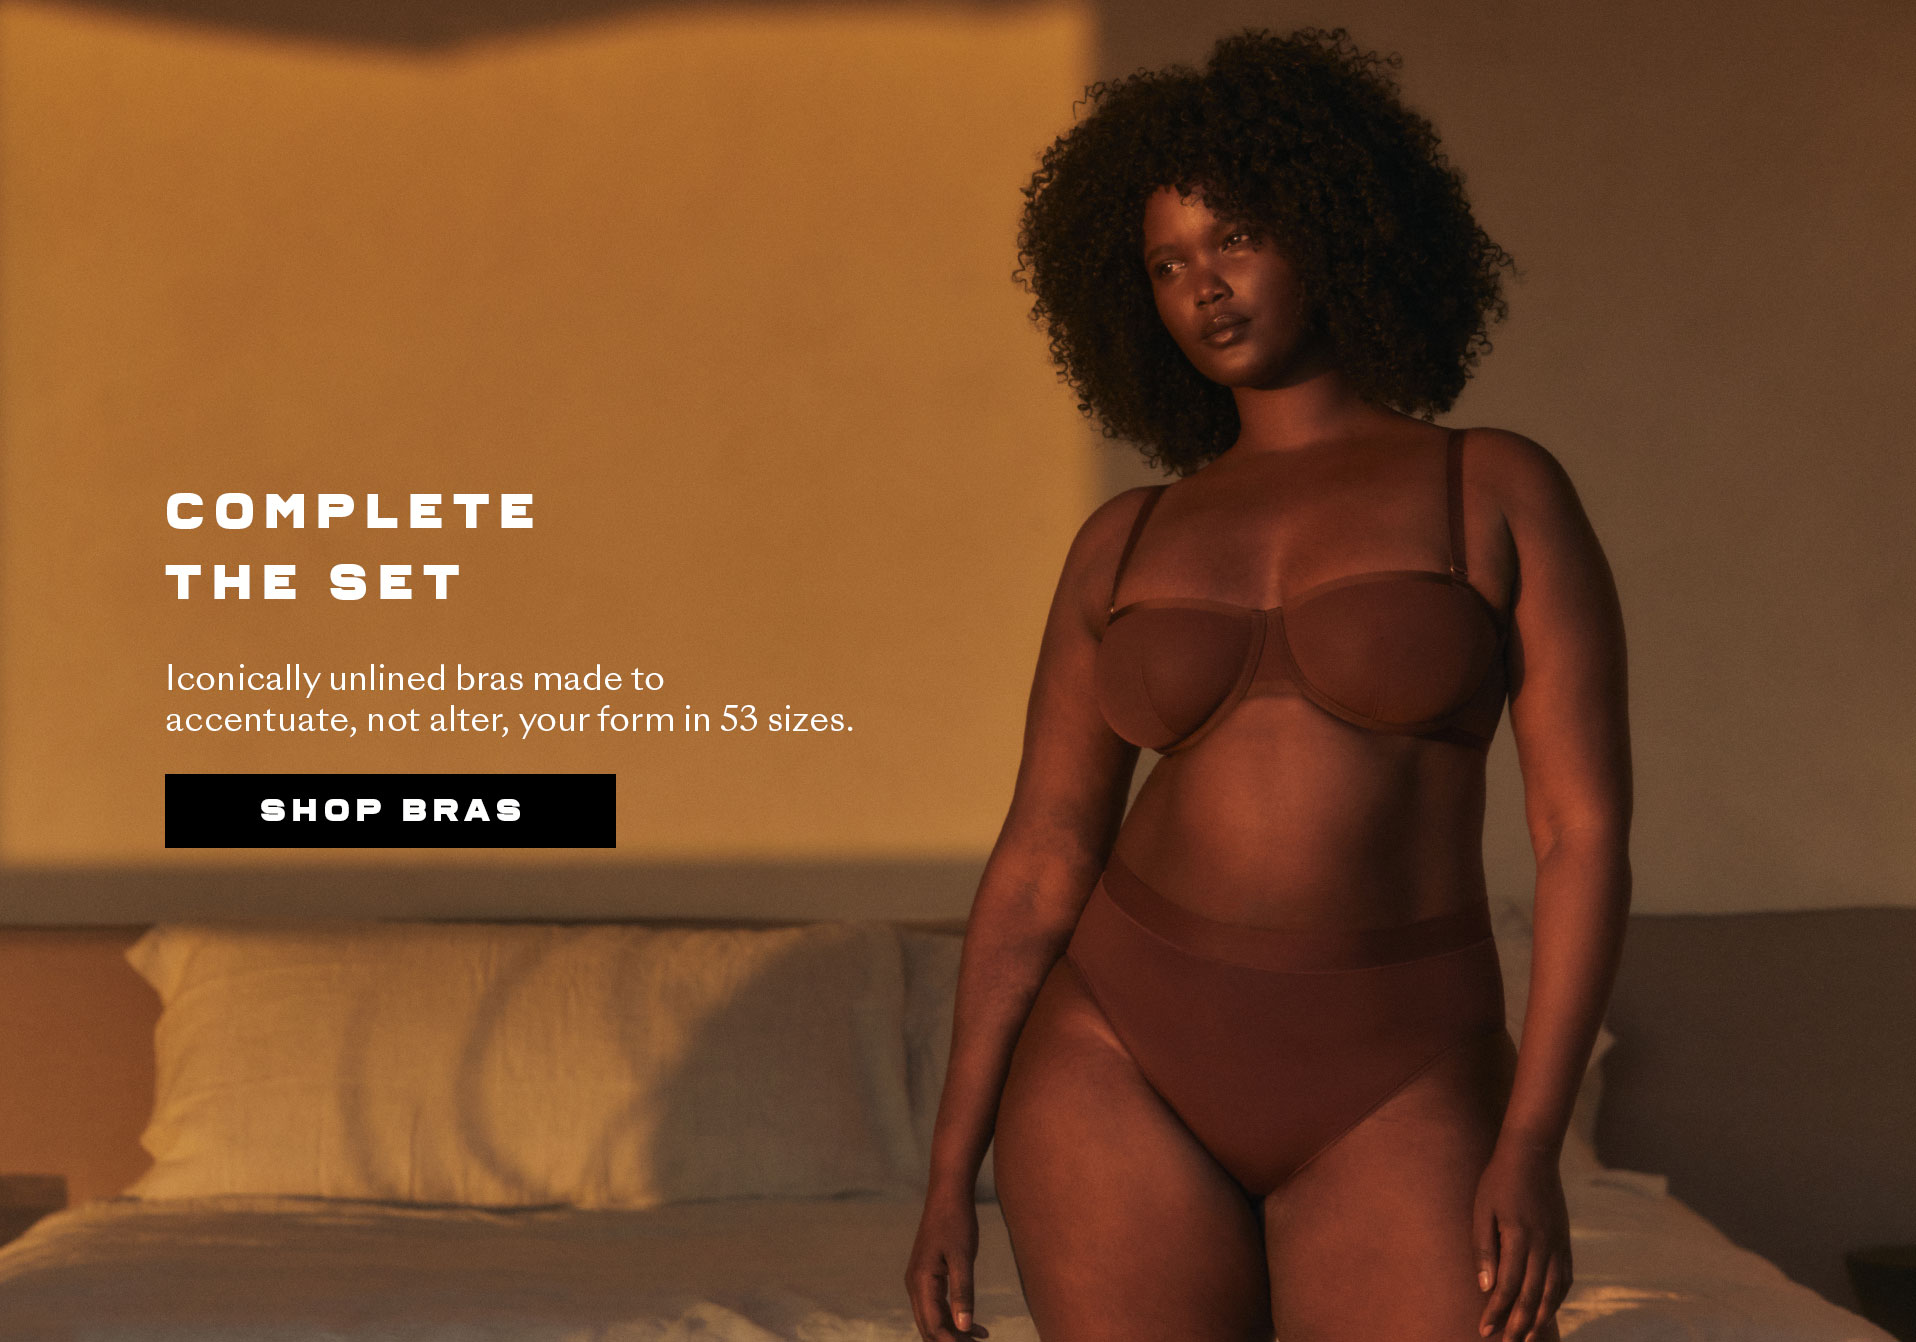 COMPLETE
THE SET
Iconically unlined bras made to
accentuate, not alter, your form in 53 sizes.
SHOP BRAS